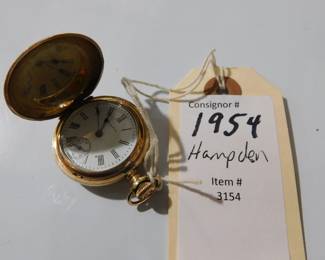 Consignor #
1954
Hampden
Item #
3154